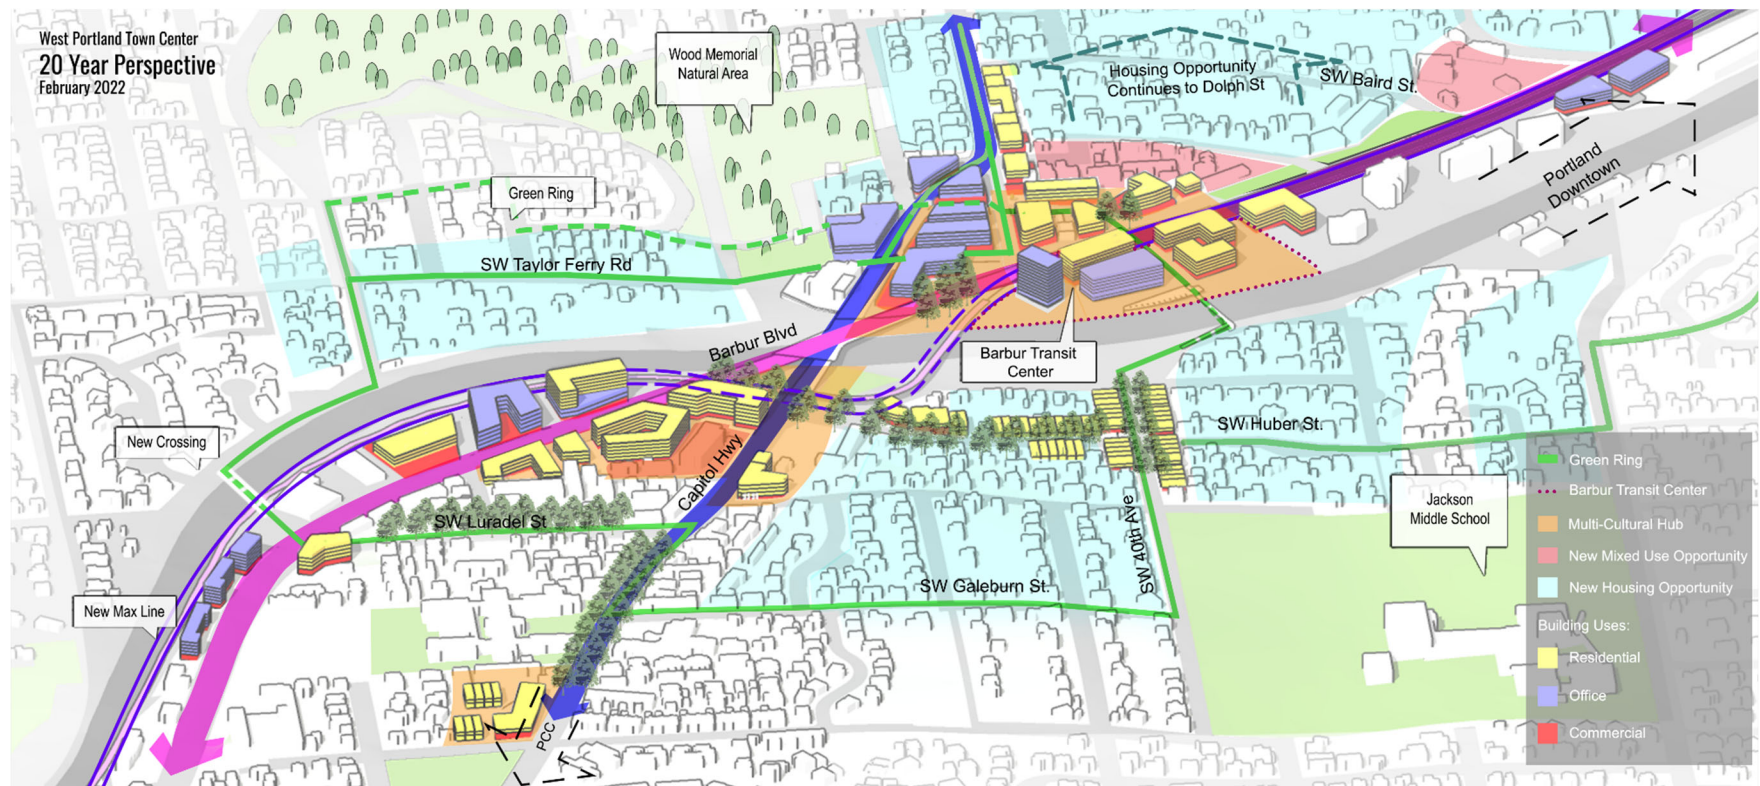 West Portland Town Center
20 Year Perspective
February 2022
Wood Memorial
Natural Area
Housing Opportunity
Continues to Dolph St
SW Baird St.
Portland
Downtown
Green Ring
SW Taylor Ferry Rd
Barbur Blvd
Barbur Transit
Center
New Crossing
SW Huber St.
Capitol Hwy
SW Luradel St
SW 40th Ave
SW Galeburn St.
Jackson
Middle School
New Max Line
PCC
Green Ring
Barbur Transit Center
Multi-Cultural Hub
New Mixed Use Opportunity
New Housing Opportunity
Building Uses:
Residential
Office
Commercial